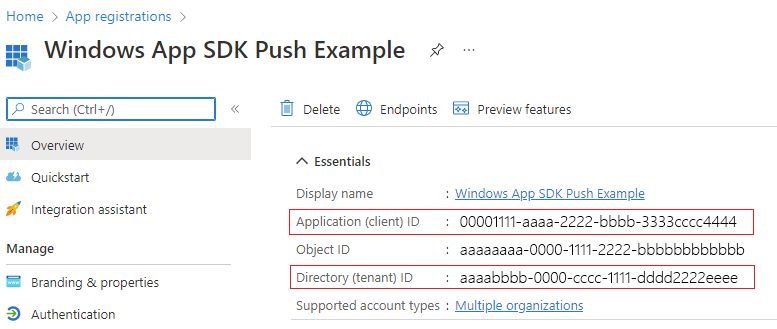 Home > App registrations >
Windows App SDK Push Example
Search (Ctrl+/)
Overview
Quickstart
Integration assistant
Manage
Branding & properties
Authentication
Delete Endpoints Preview features
Essentials
Display name : Windows App SDK Push Example
Application (client) ID : 00001111-aaaa-2222-bbbb-3333cccc4444
Object ID : aaaaaaaa-0000-1111-2222-bbbbbbbbbbbb
Directory (tenant) ID : aaaabbbb-0000-cccc-1111-dddd2222eeee
Supported account types : Multiple organizations